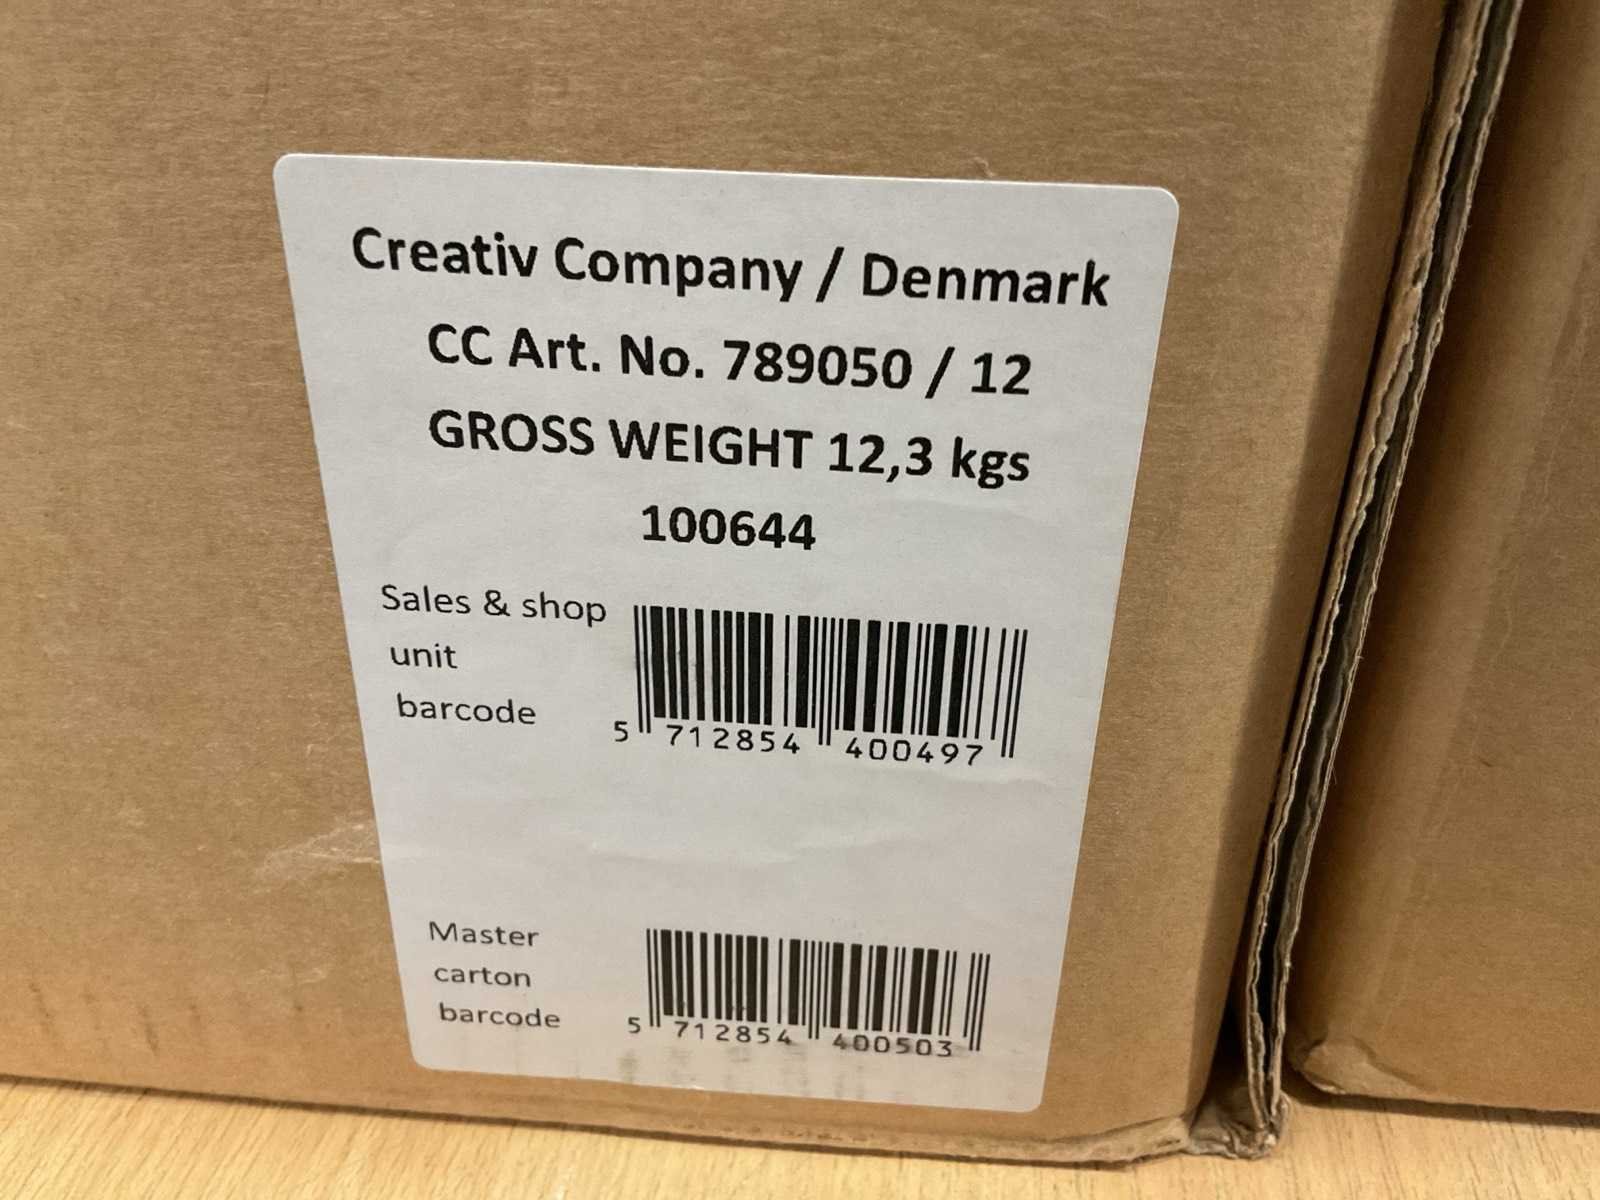 Creativ Company / Denmark
CC Art. No. 789050 / 12
GROSS WEIGHT 12,3 kgs
100644
Sales & shop
unit
barcode
5 712854 400497
Master
carton
barcode
5 712854 400503